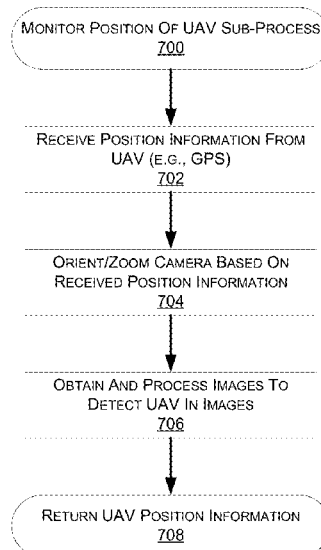 MONITOR POSITION OF UAV SUB-PROCESS
700
RECEIVE POSITION INFORMATION FROM
UAV (E.G., GPS)
702
ORIENT/ZOOM CAMERA BASED ON
RECEIVED POSITION INFORMATION
704
OBTAIN AND PROCESS IMAGES TO
DETECT UAV IN IMAGES
706
RETURN UAV POSITION INFORMATION
708